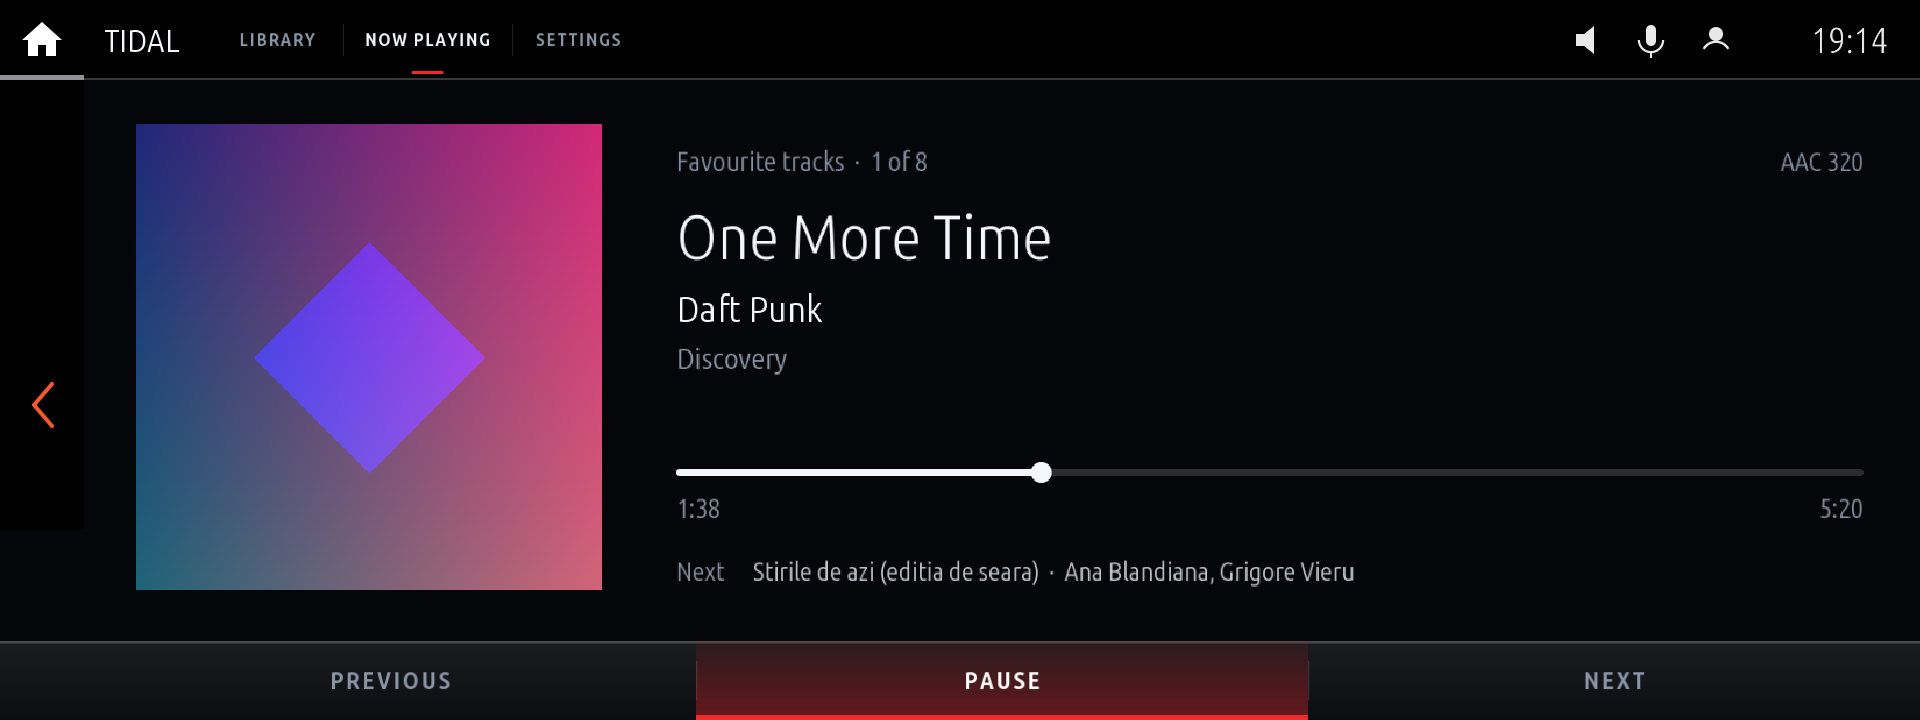 TIDAL LIBRARY NOW PLAYING SETTINGS 19:14
Favourite tracks · 1 of 8 AAC 320
One More Time
Daft Punk
Discovery
1:38 5:20
Next Stirile de azi (editia de seara) · Ana Blandiana, Grigore Vieru
PREVIOUS PAUSE NEXT